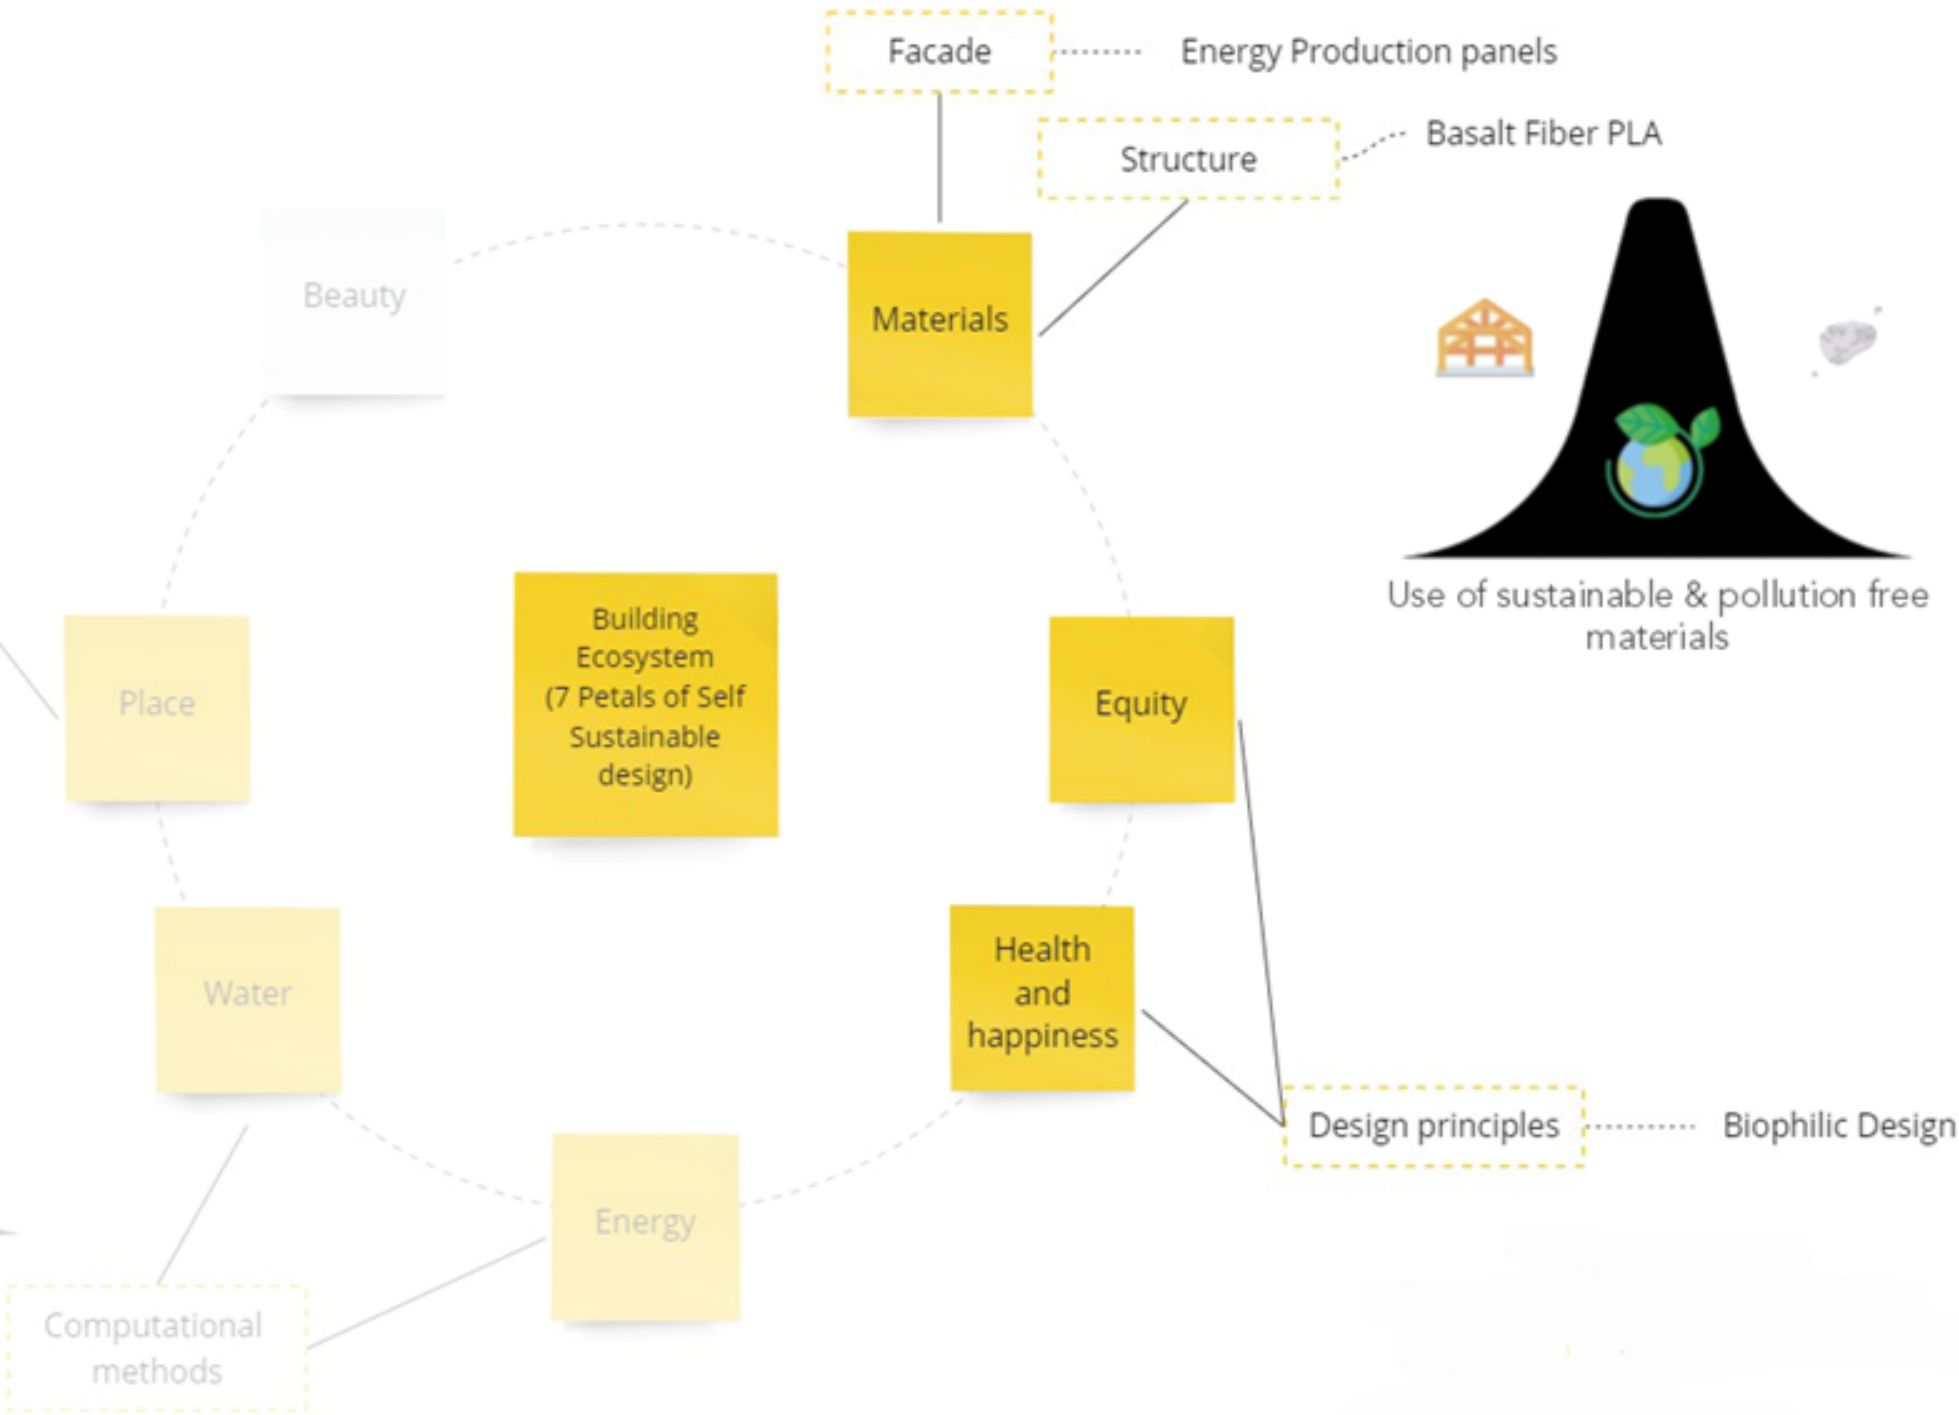 Facade
Energy Production panels
Structure
Basalt Fiber PLA
Beauty
Materials
Use of sustainable & pollution free
materials
Building
Ecosystem
(7 Petals of Self
Sustainable
design)
Place
Equity
Water
Health
and
happiness
Design principles
Biophilic Design
Energy
Computational
methods